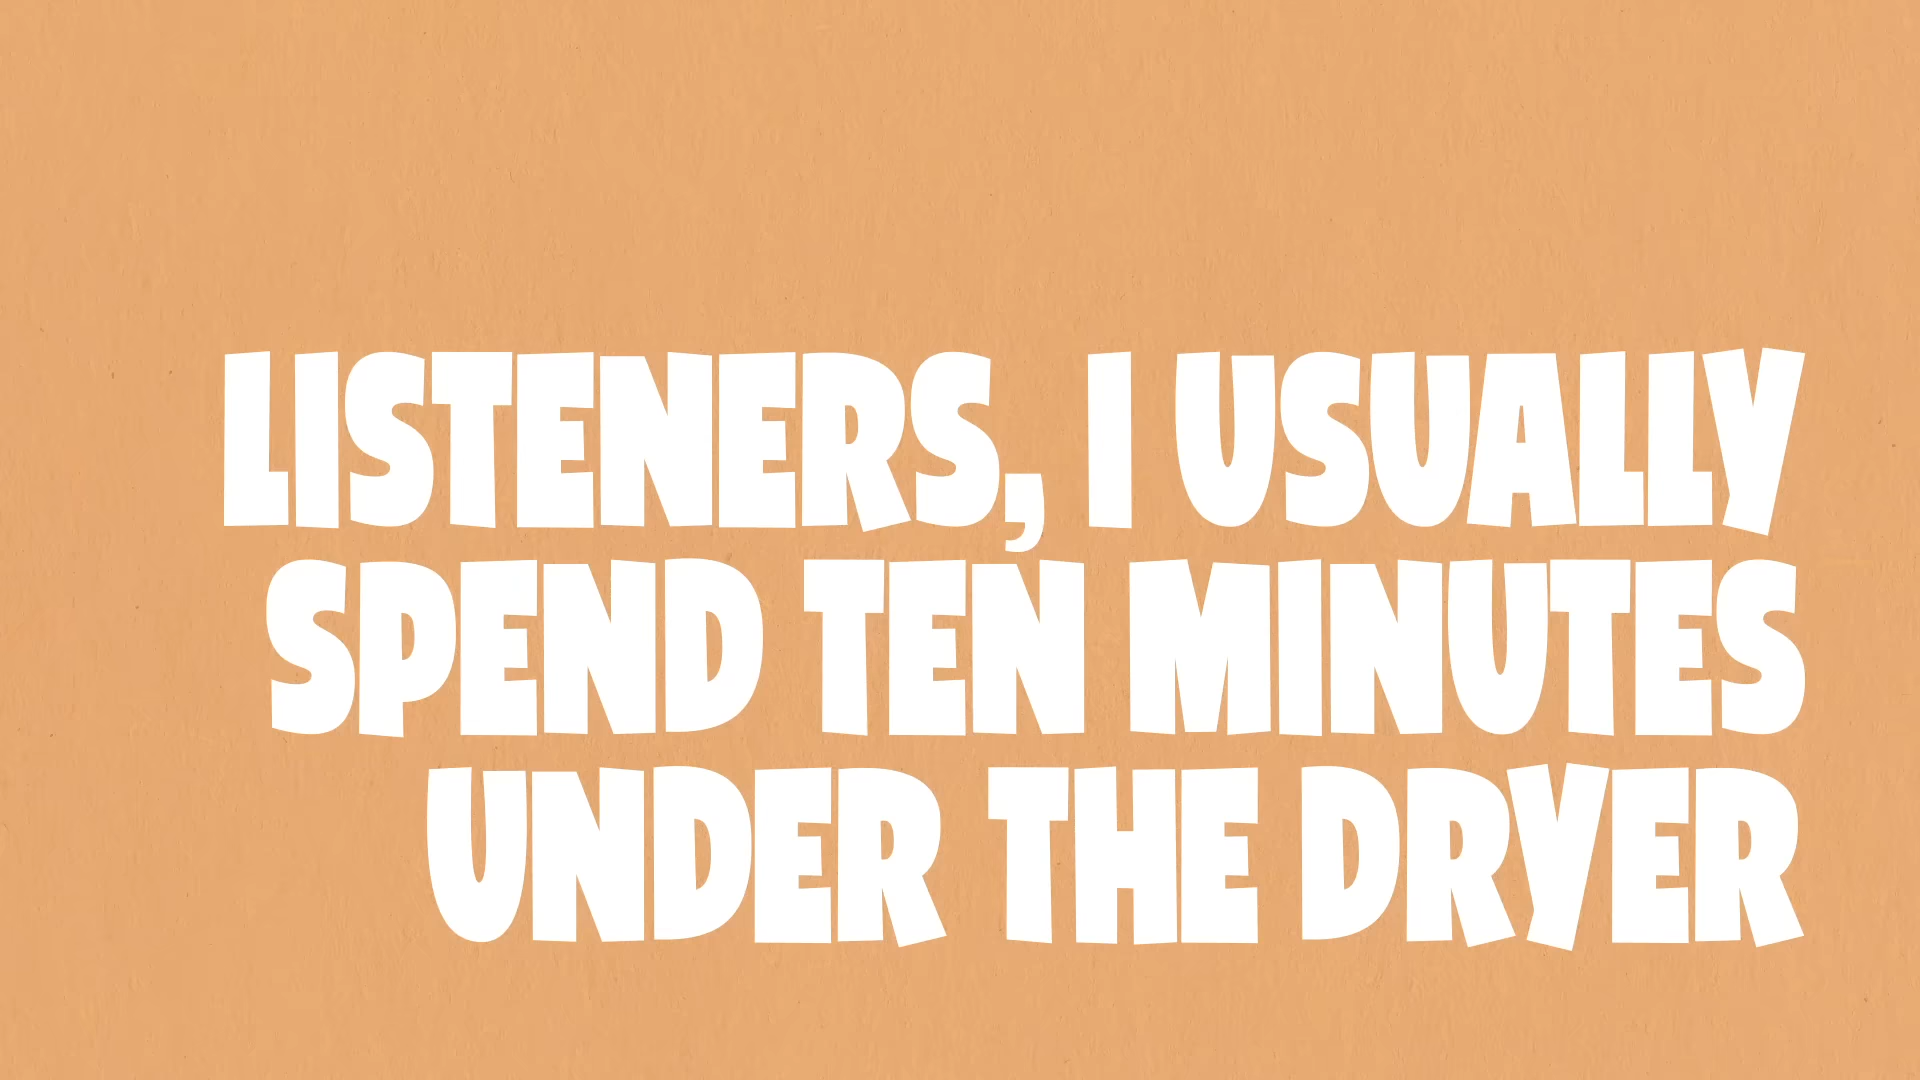 LISTENERS, I USUALLY
SPEND TEN MINUTES
UNDER THE DRYER